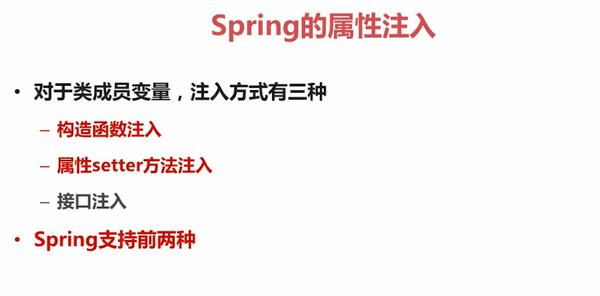 Spring的属性注入
• 对于类成员变量，注入方式有三种
– 构造函数注入
– 属性setter方法注入
– 接口注入
• Spring支持前两种